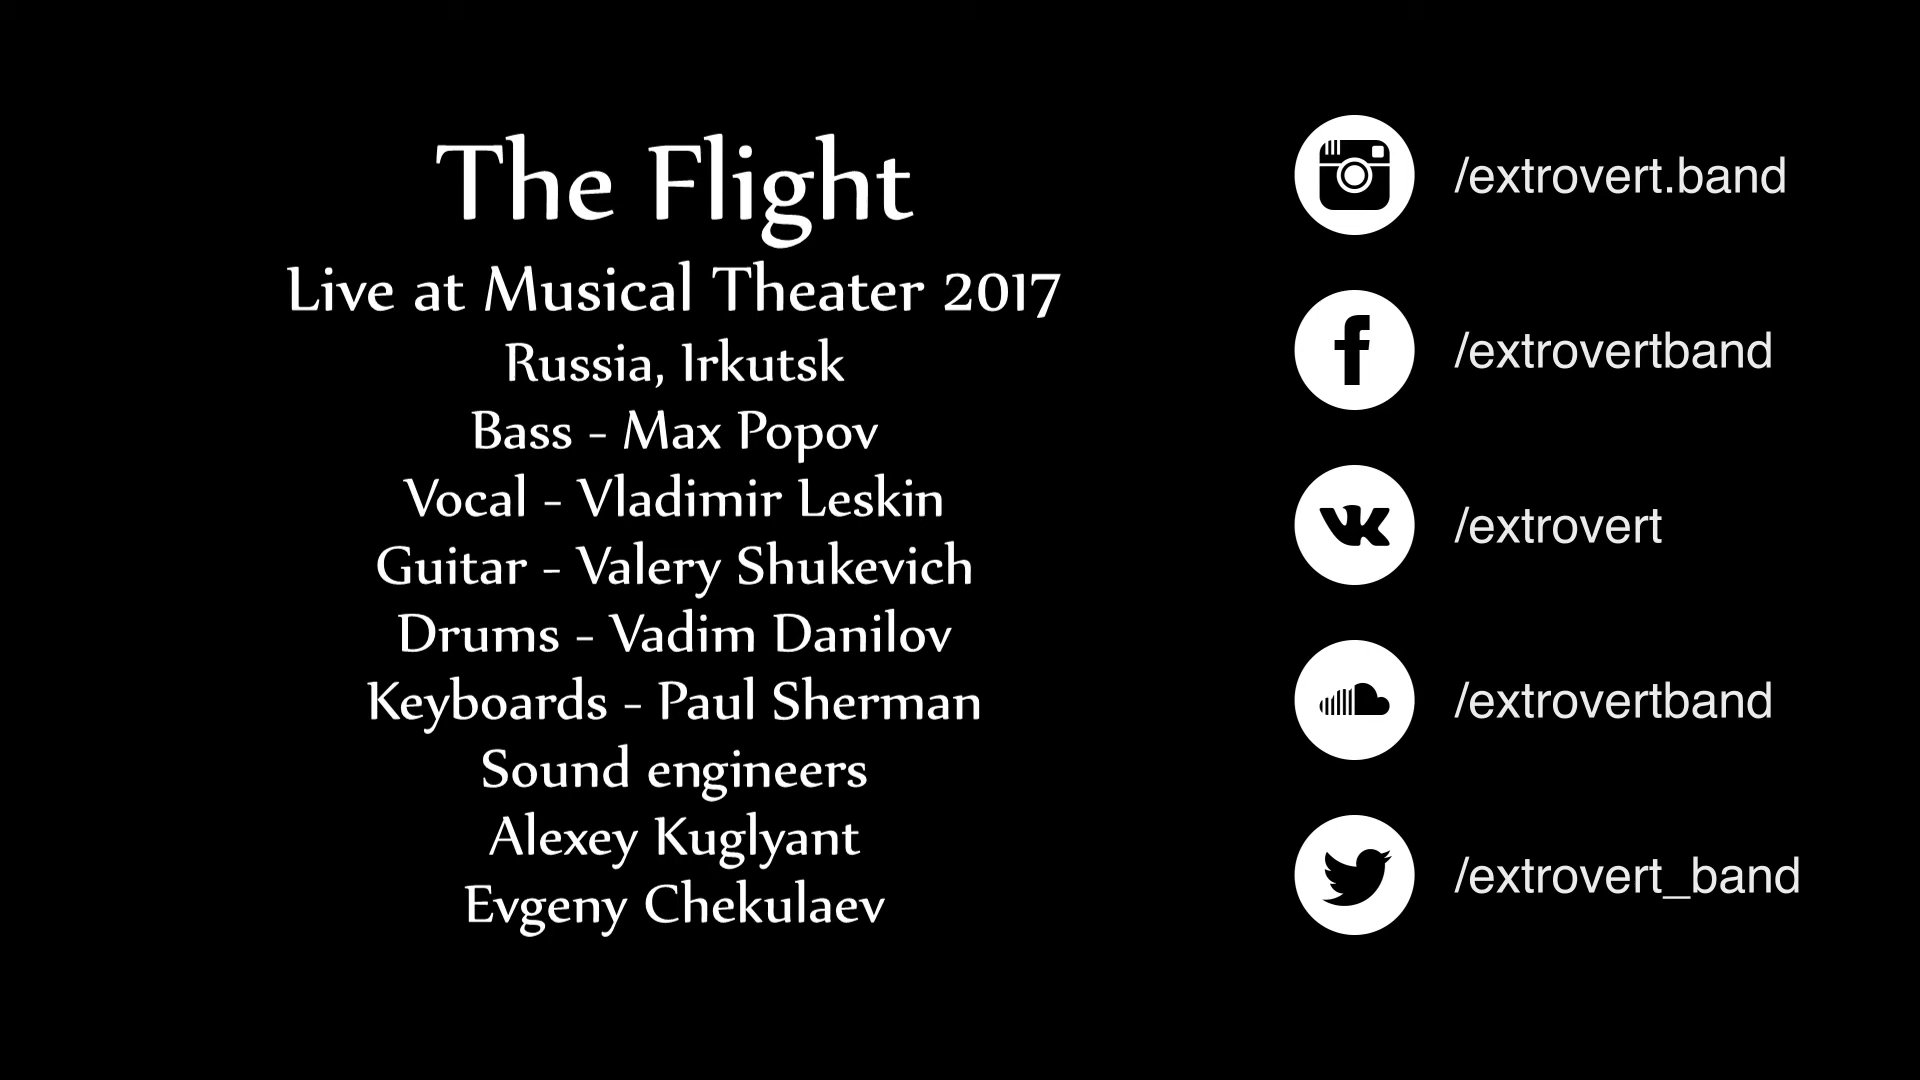 The Flight
Live at Musical Theater 2017
Russia, Irkutsk
Bass - Max Popov
Vocal - Vladimir Leskin
Guitar - Valery Shukevich
Drums - Vadim Danilov
Keyboards - Paul Sherman
Sound engineers
Alexey Kuglyant
Evgeny Chekulaev
/extrovert.band
/extrovertband
/extrovert
/extrovertband
/extrovert_band